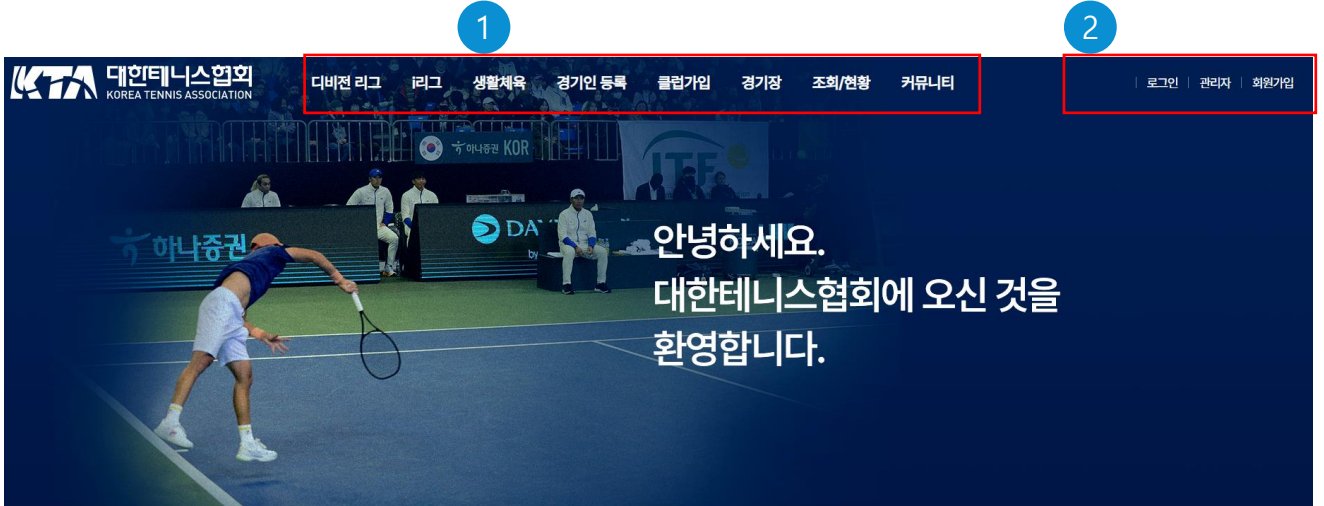 1
2
KTA 대한테니스협회
KOREA TENNIS ASSOCIATION
디비전 리그 i리그 생활체육 경기인 등록 클럽가입 경기장 조회/현황 커뮤니티
로그인 관리자 회원가입
하나증권 KOR
ITF
하나증권
DAV
by
안녕하세요.
대한테니스협회에 오신 것을
환영합니다.